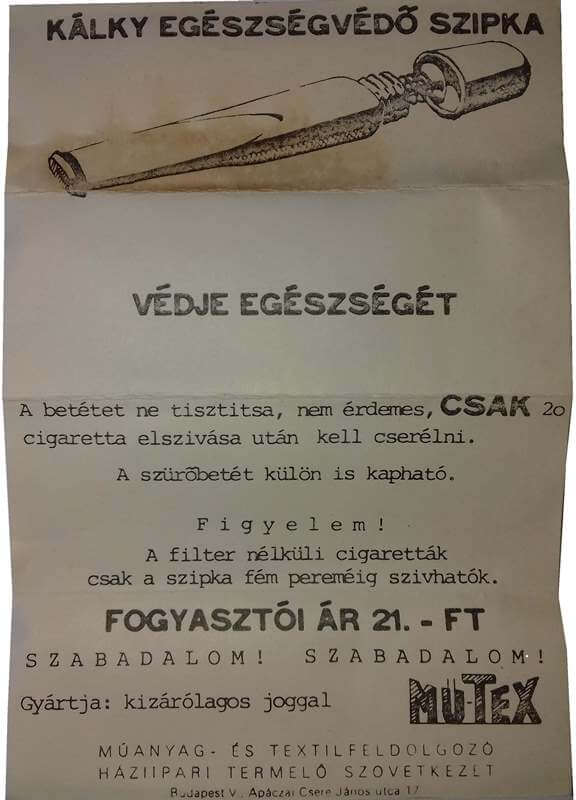 KÁLKY EGÉSZSÉGVÉDŐ SZIPKA
VÉDJE EGÉSZSÉGÉT
A betétet ne tisztitsa, nem érdemes, CSAK 20
cigaretta elszivása után kell cserélni.
A szürőbetét külön is kapható.
Figyelem!
A filter nélküli cigaretták
csak a szipka fém pereméig szivhatók.
FOGYASZTÓI ÁR 21.- FT
SZABADALOM! SZABADALOM!
Gyártja: kizárólagos joggal MÜ-TEX
MŰANYAG- ÉS TEXTILFELDOLGOZÓ
HÁZIIPARI TERMELŐ SZÖVETKEZET
Budapest V., Apáczai Csere János utca 17